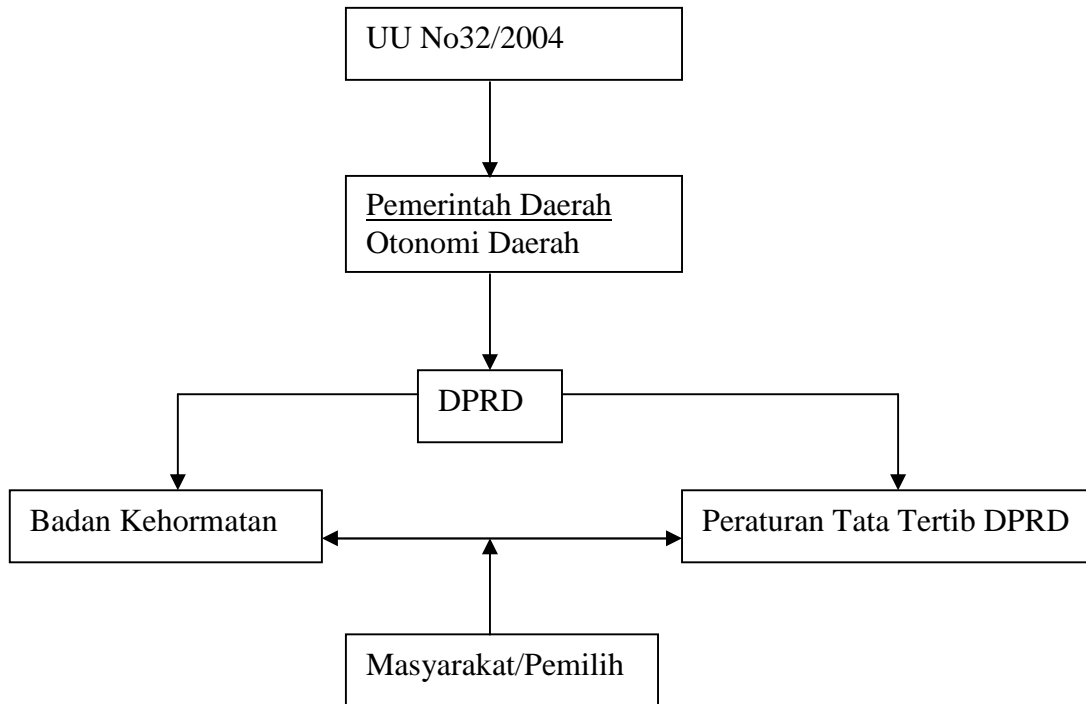 UU No32/2004
Pemerintah Daerah
Otonomi Daerah
DPRD
Badan Kehormatan
Peraturan Tata Tertib DPRD
Masyarakat/Pemilih